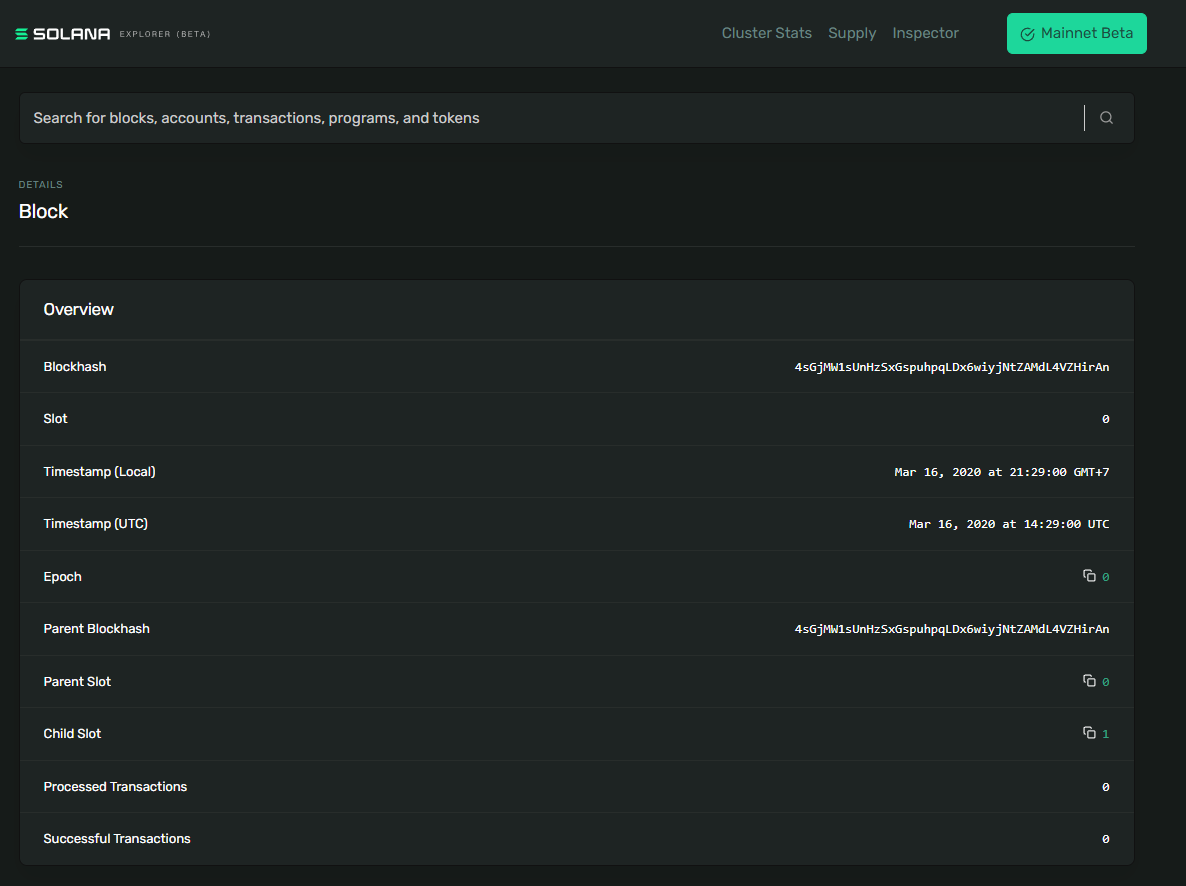 SOLANA EXPLORER (BETA) Cluster Stats Supply Inspector Mainnet Beta
Search for blocks, accounts, transactions, programs, and tokens
DETAILS
Block
Overview
Blockhash 4sGjMW1sUnHzSxGspuhpqLDx6wiyjNtZAMdL4VZHirAn
Slot 0
Timestamp (Local) Mar 16, 2020 at 21:29:00 GMT+7
Timestamp (UTC) Mar 16, 2020 at 14:29:00 UTC
Epoch 0
Parent Blockhash 4sGjMW1sUnHzSxGspuhpqLDx6wiyjNtZAMdL4VZHirAn
Parent Slot 0
Child Slot 1
Processed Transactions 0
Successful Transactions 0